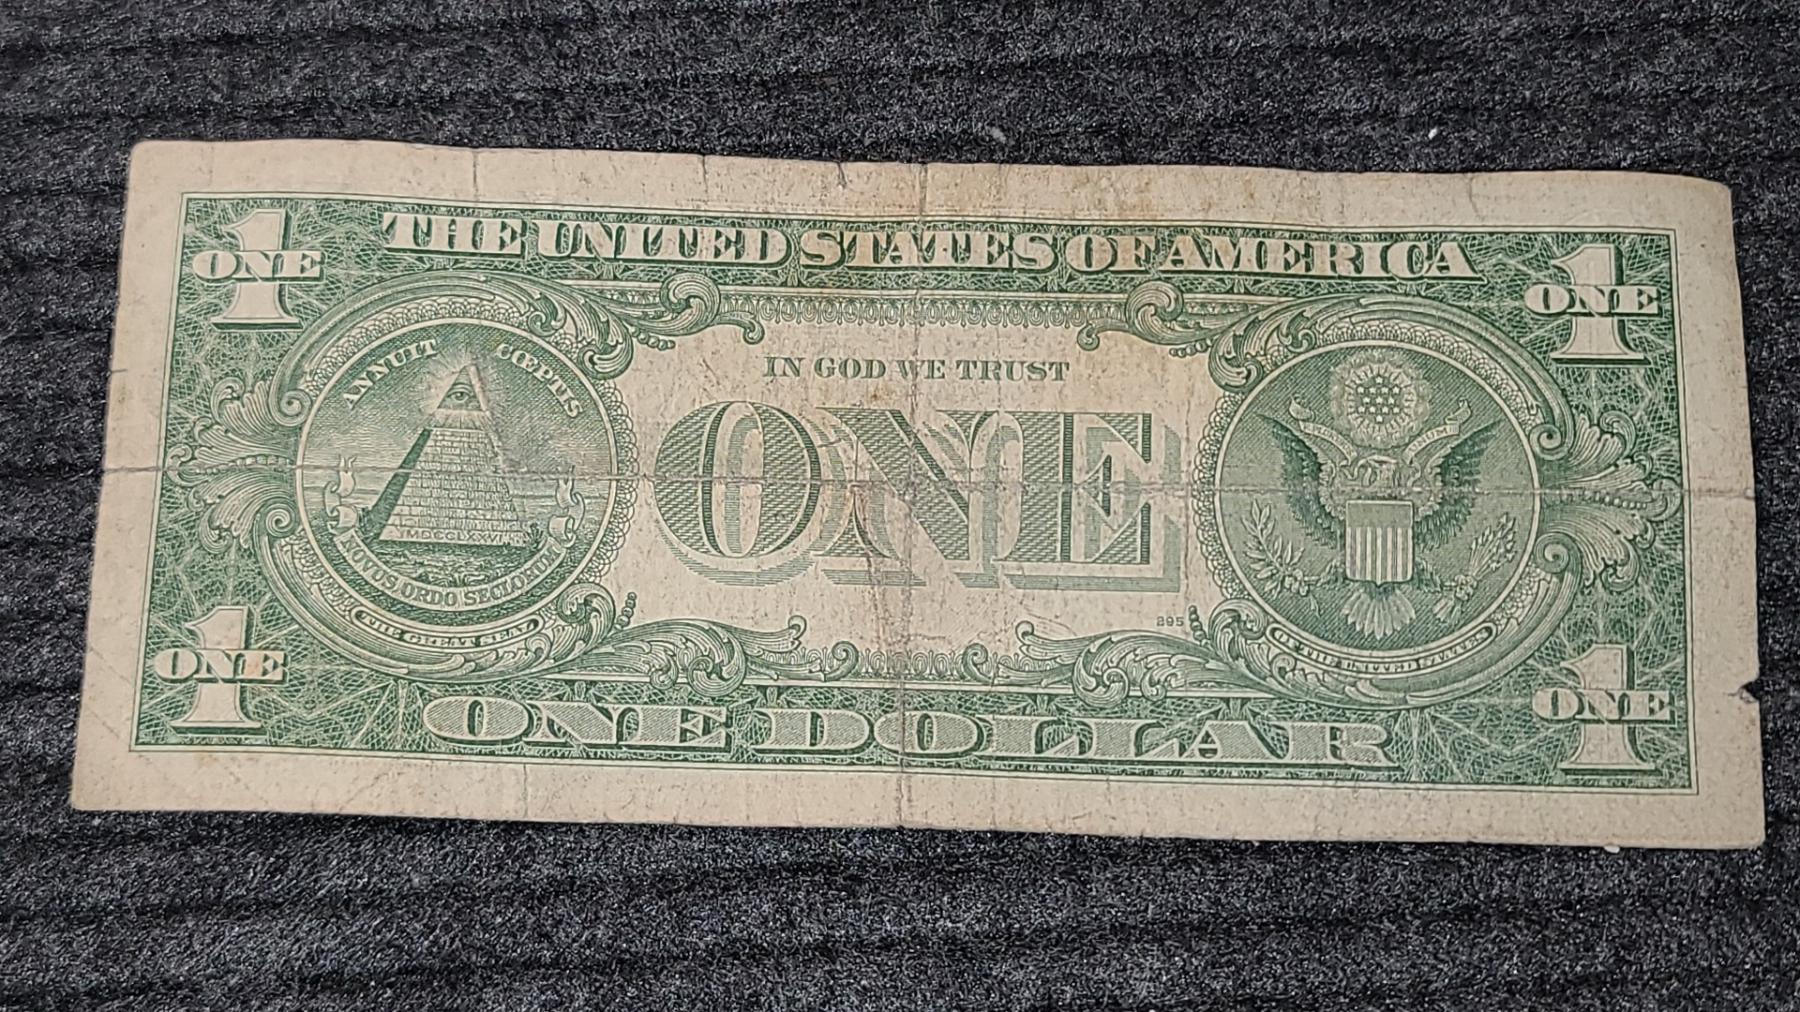 THE UNITED STATES OF AMERICA
1
ONE
1
ONE
ANNUIT CŒPTIS
MDCCLXXVI
NOVUS ORDO SECLORUM
THE GREAT SEAL
IN GOD WE TRUST
ONE
295
OF THE UNITED STATES
1
ONE
1
ONE
ONE DOLLAR